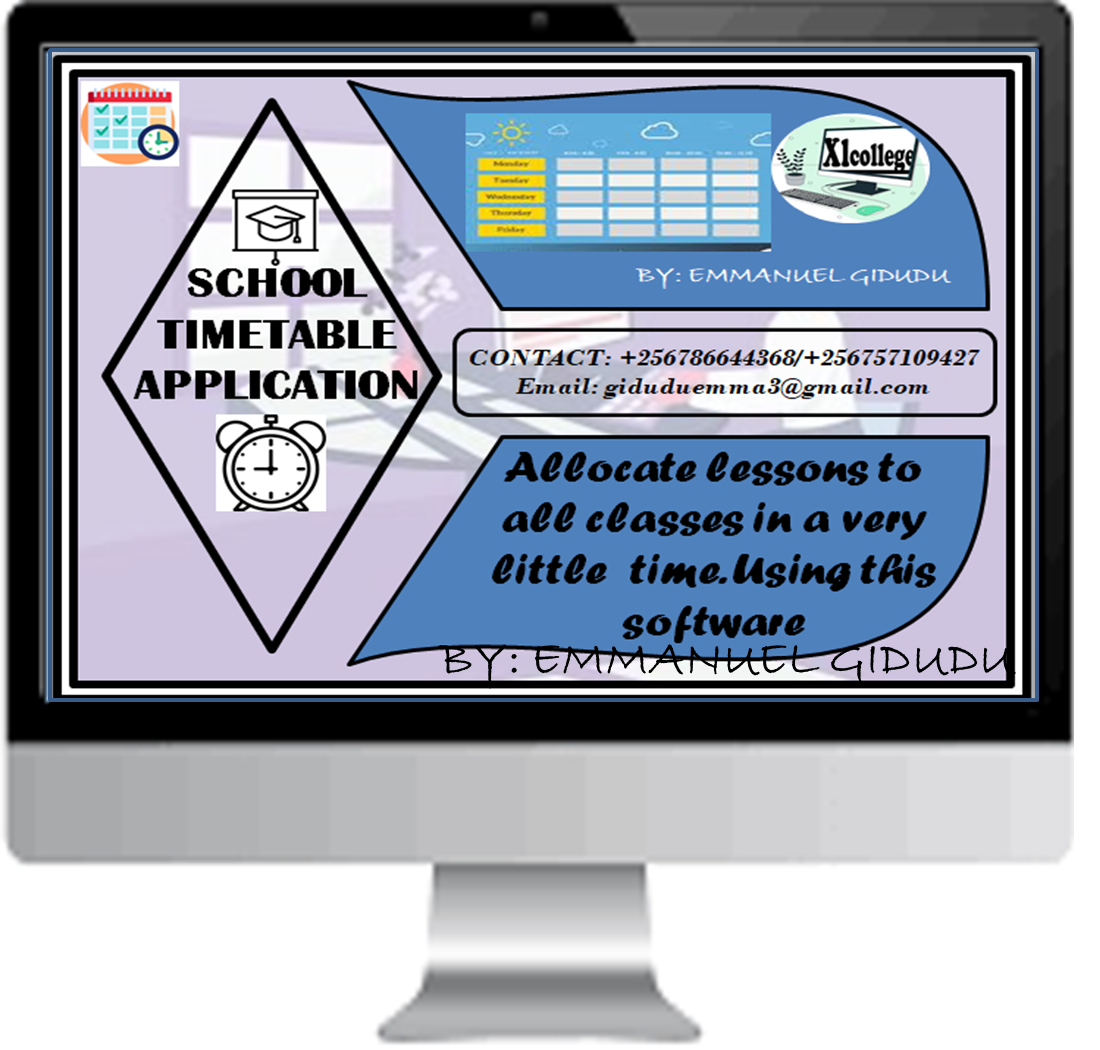 SCHOOL
TIMETABLE
APPLICATION
Monday
Tuesday
Wednesday
Thursday
Friday
Xlcollege
BY: EMMANUEL GIDUDU
CONTACT: +256786644368/+256757109427
Email: giduduemma3@gmail.com
Allocate lessons to
all classes in a very
little time.Using this
software
BY: EMMANUEL GIDUDU